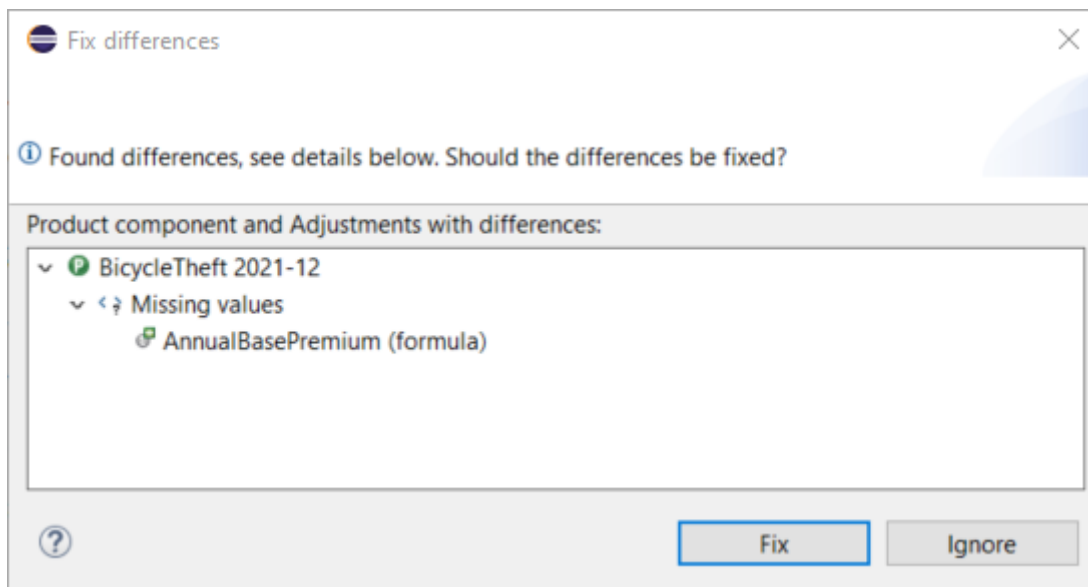 Fix differences
Found differences, see details below. Should the differences be fixed?
Product component and Adjustments with differences:
BicycleTheft 2021-12
Missing values
AnnualBasePremium (formula)
Fix
Ignore